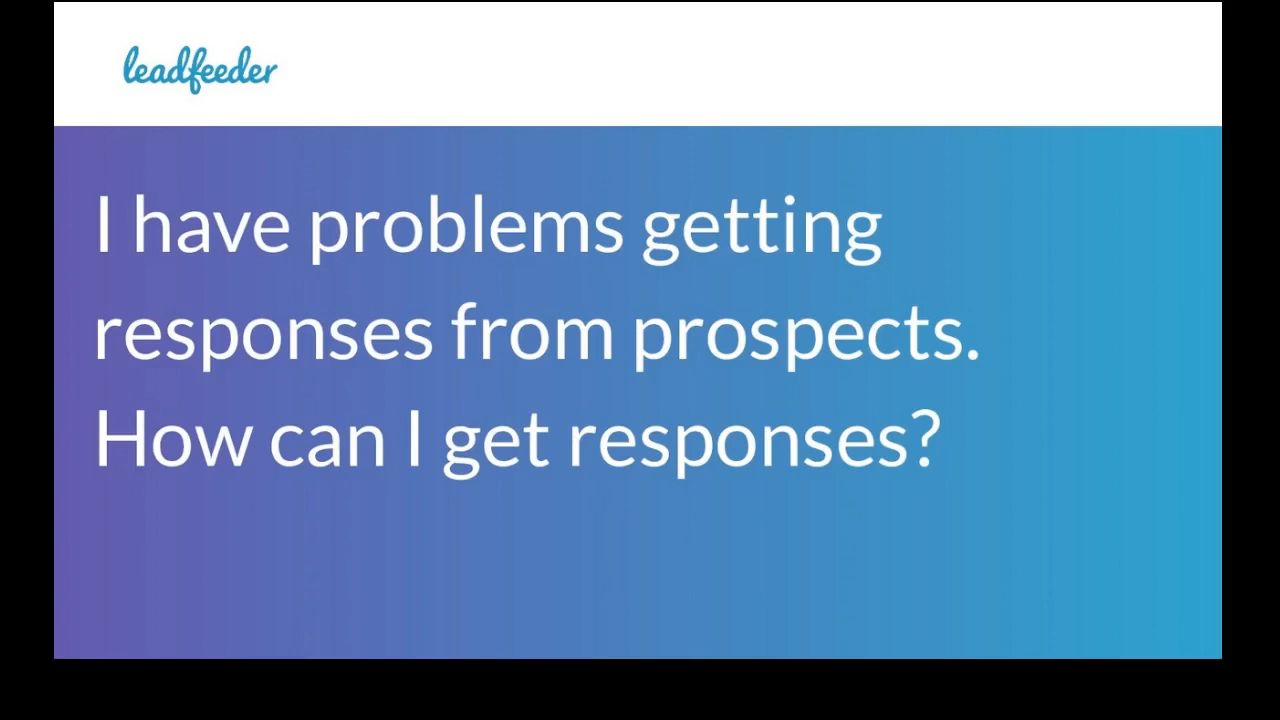 leadfeeder
I have problems getting
responses from prospects.
How can I get responses?